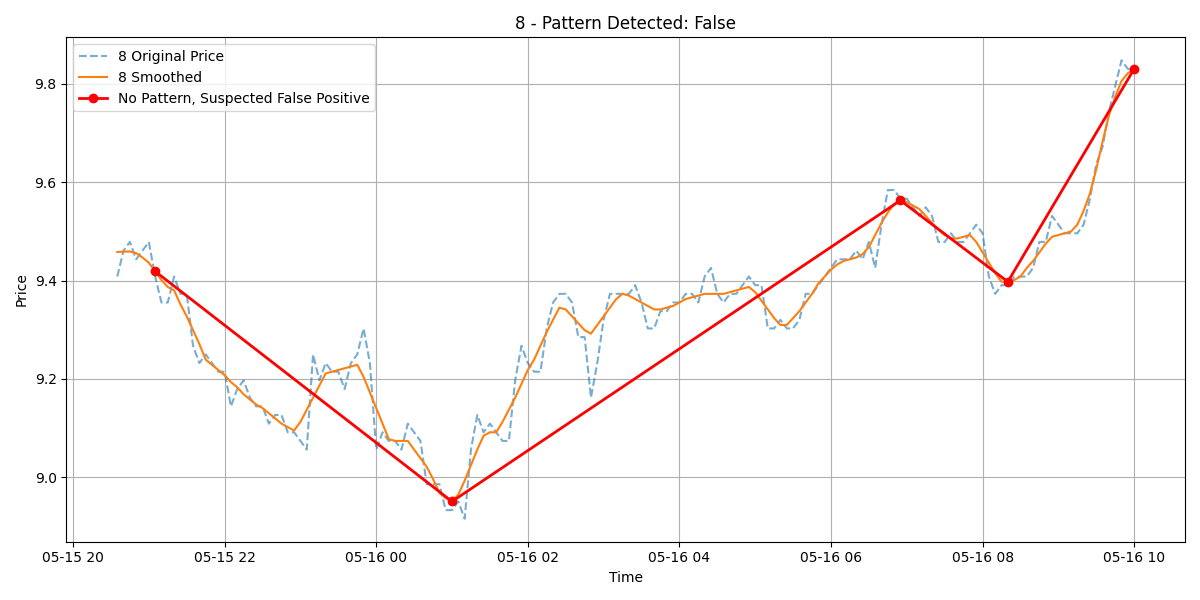 8 - Pattern Detected: False
8 Original Price
8 Smoothed
No Pattern, Suspected False Positive
Price
9.8
9.6
9.4
9.2
9.0
05-15 20 05-15 22 05-16 00 05-16 02 05-16 04 05-16 06 05-16 08 05-16 10
Time